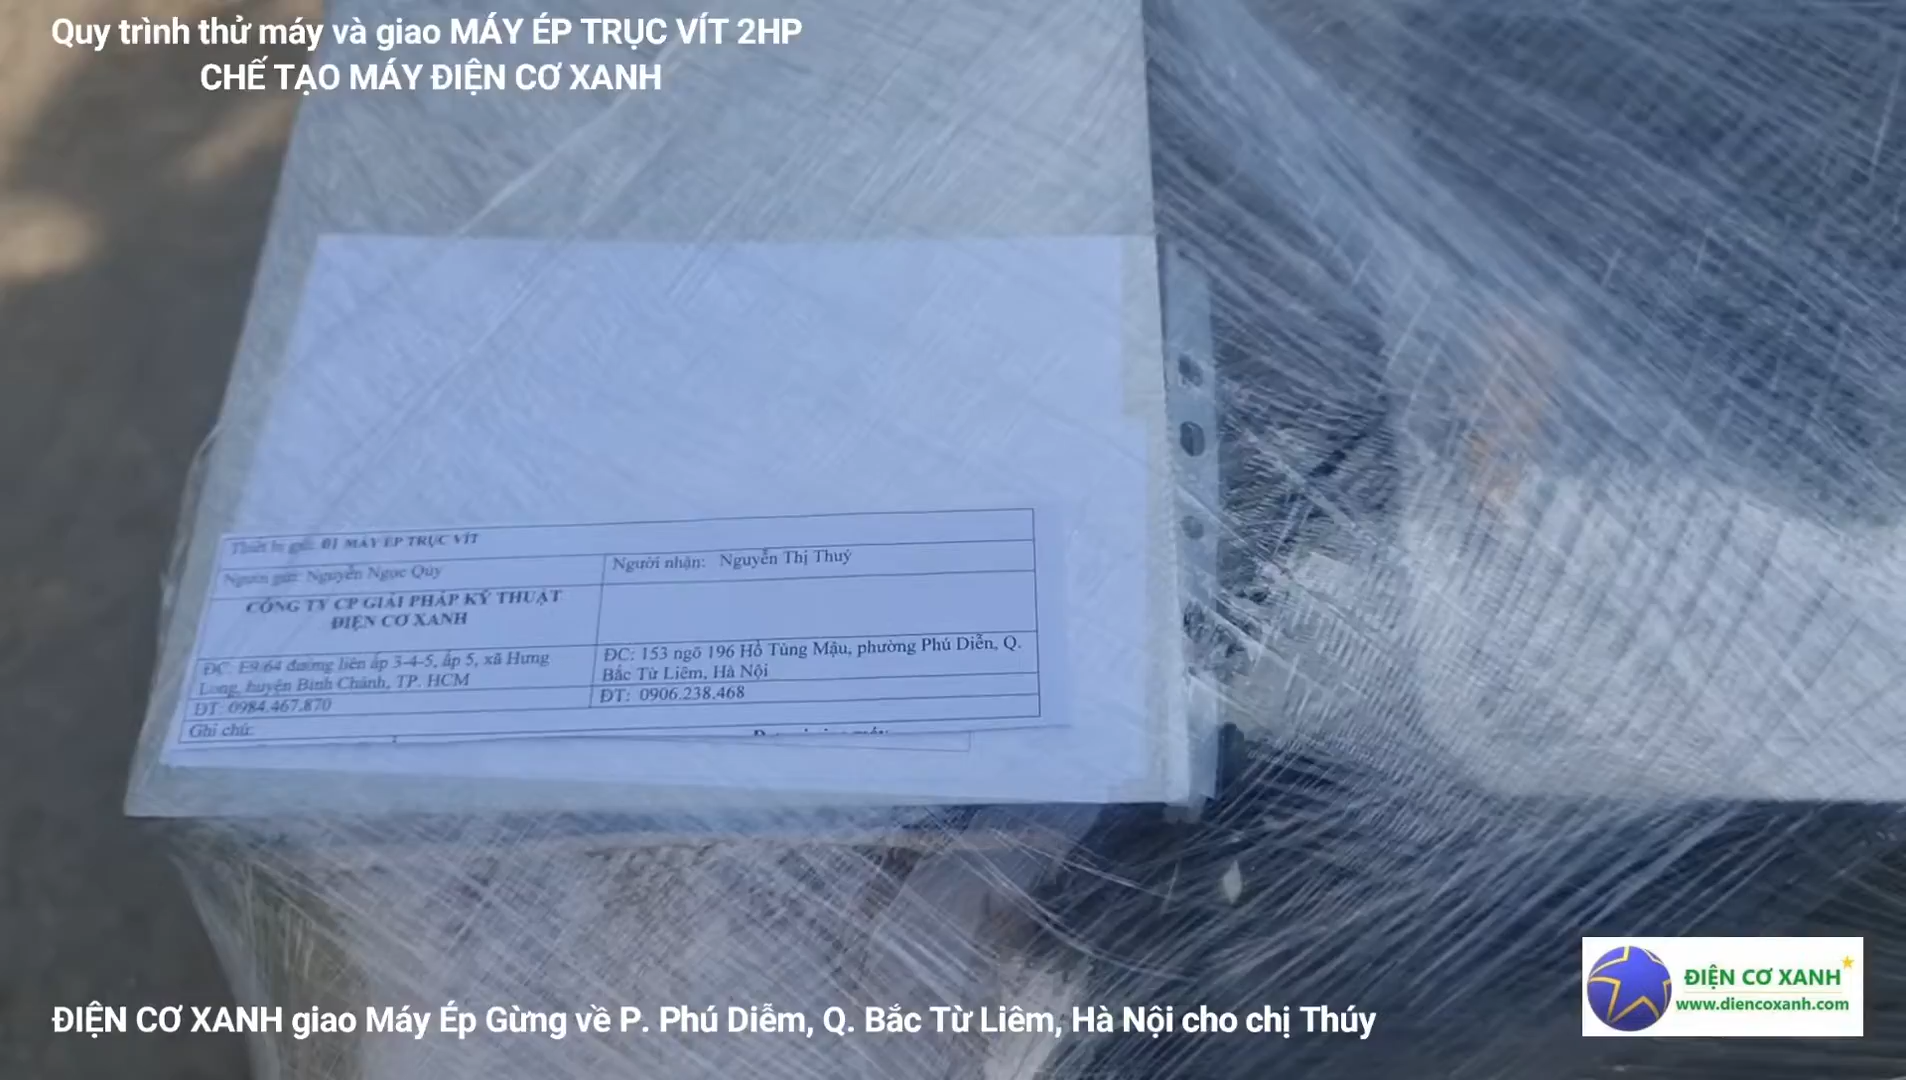 Quy trình thử máy và giao MÁY ÉP TRỤC VÍT 2HP
CHẾ TẠO MÁY ĐIỆN CƠ XANH
Thiết bị gửi: 01 MÁY ÉP TRỤC VÍT
Người gửi: Nguyễn Ngọc Qúy
Người nhận: Nguyễn Thị Thuý
CÔNG TY CP GIẢI PHÁP KỸ THUẬT
ĐIỆN CƠ XANH
ĐC: E9/64 đường liên ấp 3-4-5, ấp 5, xã Hưng
Long, huyện Bình Chánh, TP. HCM
ĐC: 153 ngõ 196 Hồ Tùng Mậu, phường Phú Diễn, Q.
Bắc Từ Liêm, Hà Nội
ĐT: 0984.467.870
ĐT: 0906.238.468
Ghi chú:
ĐIỆN CƠ XANH
www.diencoxanh.com
ĐIỆN CƠ XANH giao Máy Ép Gừng về P. Phú Diễm, Q. Bắc Từ Liêm, Hà Nội cho chị Thúy